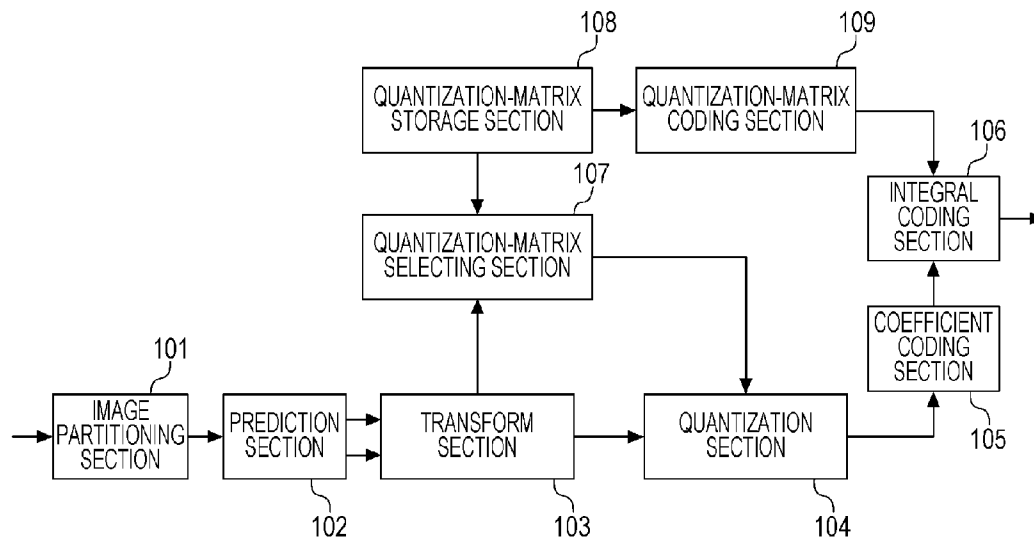 108
109
QUANTIZATION-MATRIX
STORAGE SECTION
QUANTIZATION-MATRIX
CODING SECTION
106
107
INTEGRAL
CODING
SECTION
QUANTIZATION-MATRIX
SELECTING SECTION
COEFFICIENT
CODING
SECTION
101
IMAGE
PARTITIONING
SECTION
PREDICTION
SECTION
TRANSFORM
SECTION
QUANTIZATION
SECTION
105
102
103
104